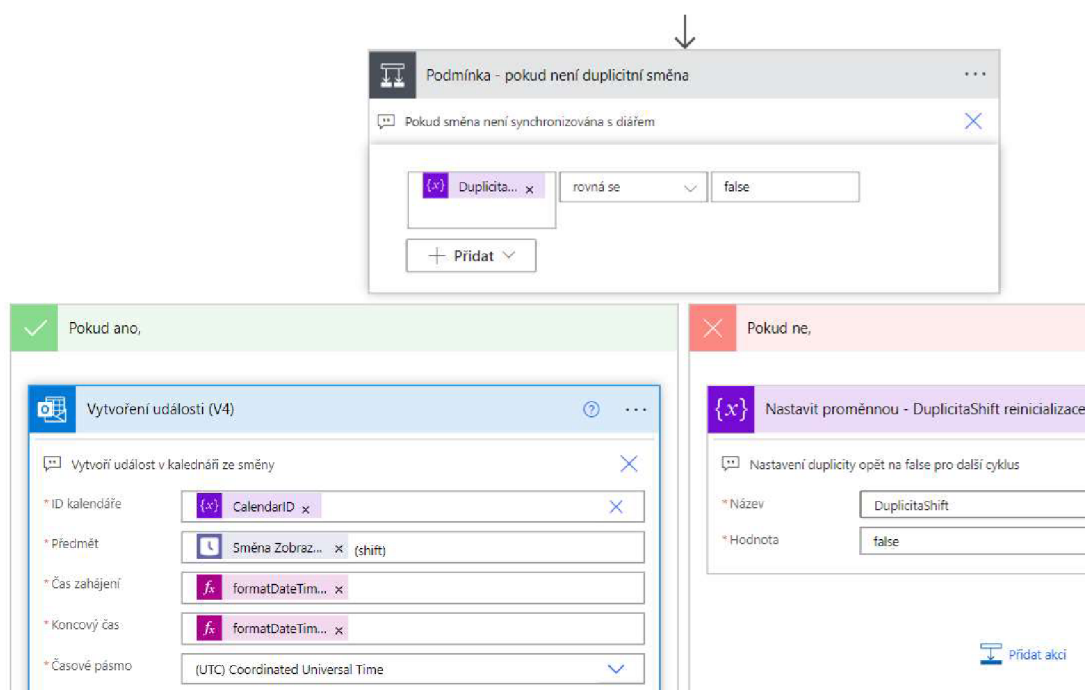 Podmínka - pokud není duplicitní směna
Pokud směna není synchronizována s diářem
Duplicita... x rovná se false
Přidat
Pokud ano,
Vytvoření události (V4)
Vytvoří událost v kalednáři ze směny
* ID kalendáře CalendarID x
* Předmět Směna Zobraz... x (shift)
* Čas zahájení formatDateTim... x
* Koncový čas formatDateTim... x
* Časové pásmo (UTC) Coordinated Universal Time
Pokud ne,
{x} Nastavit proměnnou - DuplicitaShift reinicializace
Nastavení duplicity opět na false pro další cyklus
* Název DuplicitaShift
* Hodnota false
Přidat akci